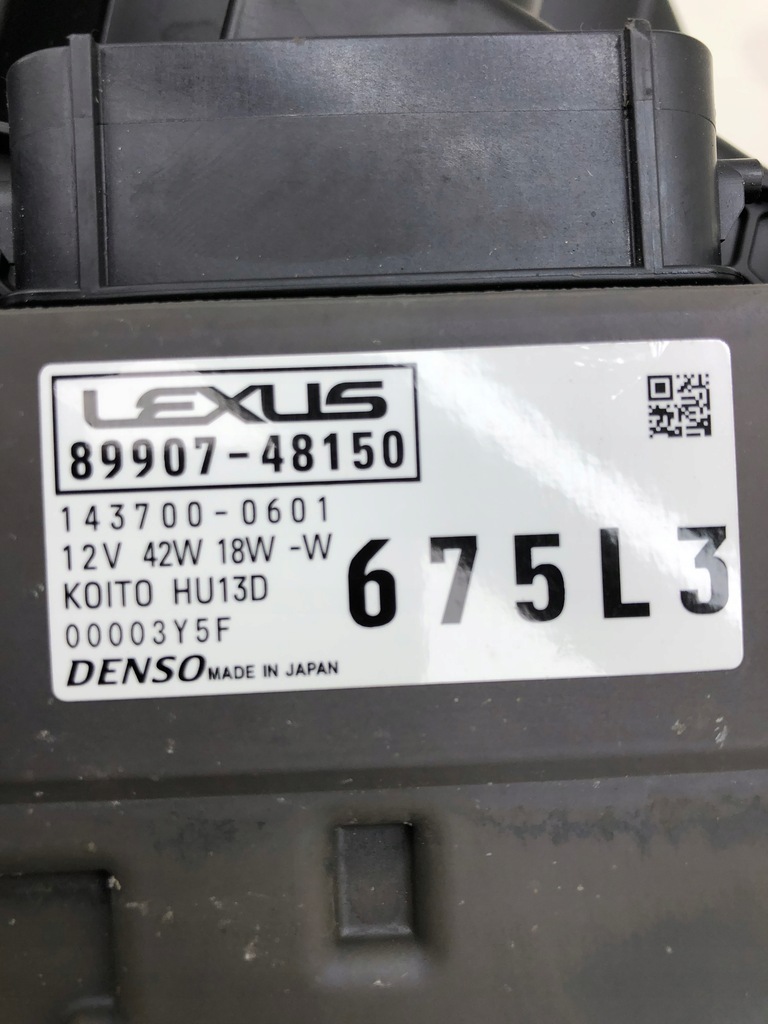 LEXUS
89907-48150
143700-0601
12V 42W 18W -W
KOITO HU13D
00003Y5F
675L3
DENSO MADE IN JAPAN